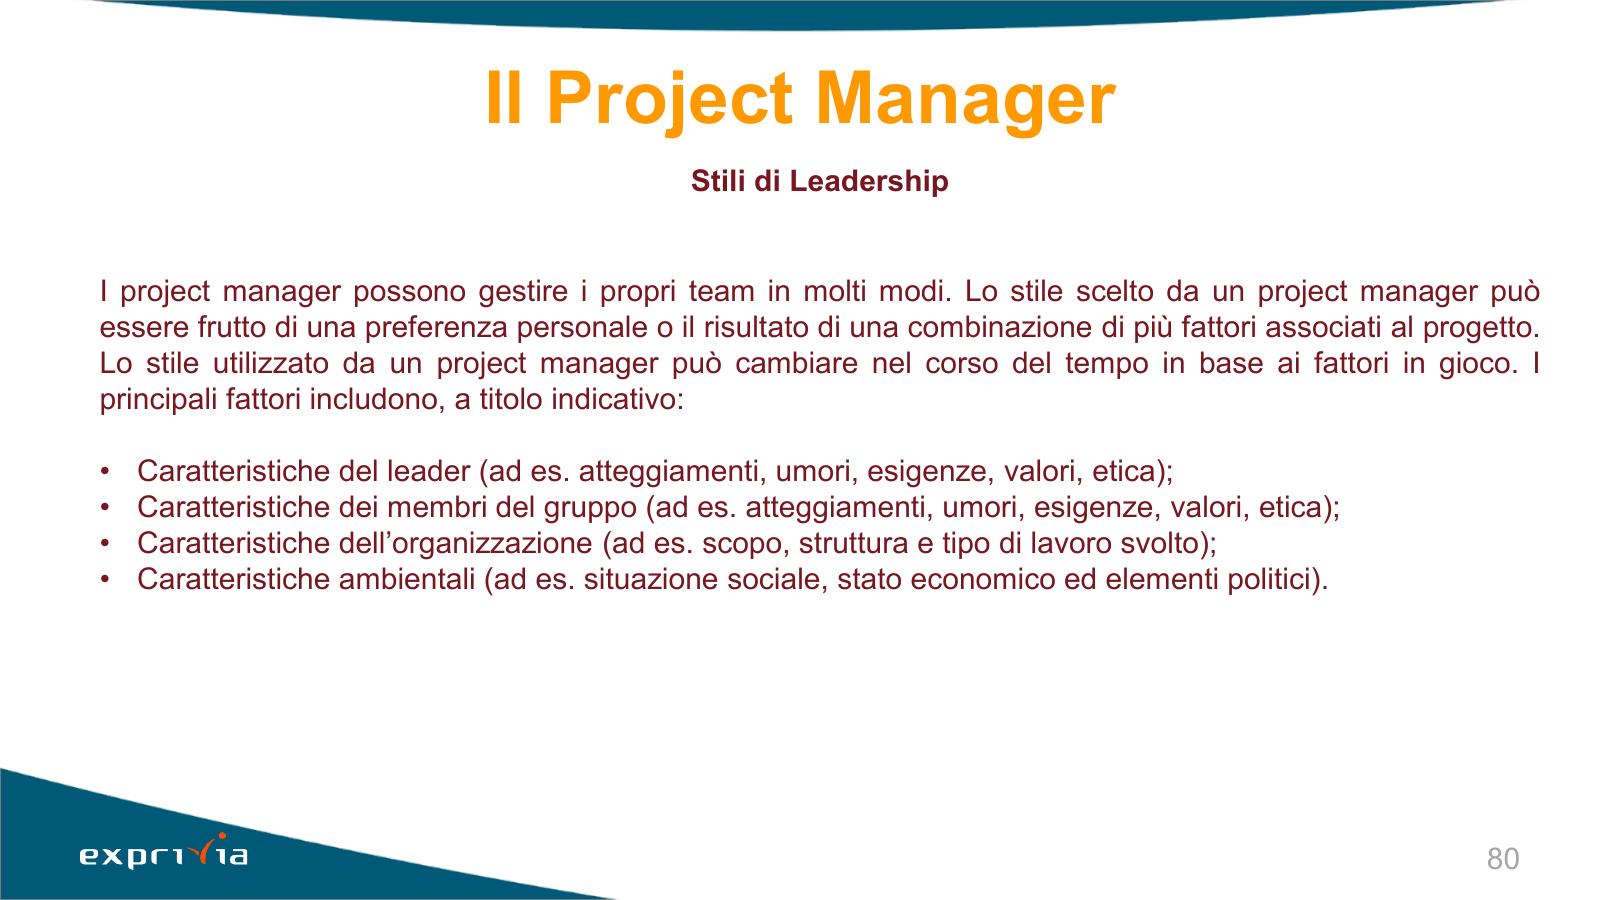 Il Project Manager
Stili di Leadership
I project manager possono gestire i propri team in molti modi. Lo stile scelto da un project manager può
essere frutto di una preferenza personale o il risultato di una combinazione di più fattori associati al progetto.
Lo stile utilizzato da un project manager può cambiare nel corso del tempo in base ai fattori in gioco. I
principali fattori includono, a titolo indicativo:
• Caratteristiche del leader (ad es. atteggiamenti, umori, esigenze, valori, etica);
• Caratteristiche dei membri del gruppo (ad es. atteggiamenti, umori, esigenze, valori, etica);
• Caratteristiche dell’organizzazione (ad es. scopo, struttura e tipo di lavoro svolto);
• Caratteristiche ambientali (ad es. situazione sociale, stato economico ed elementi politici).
exprivia
80